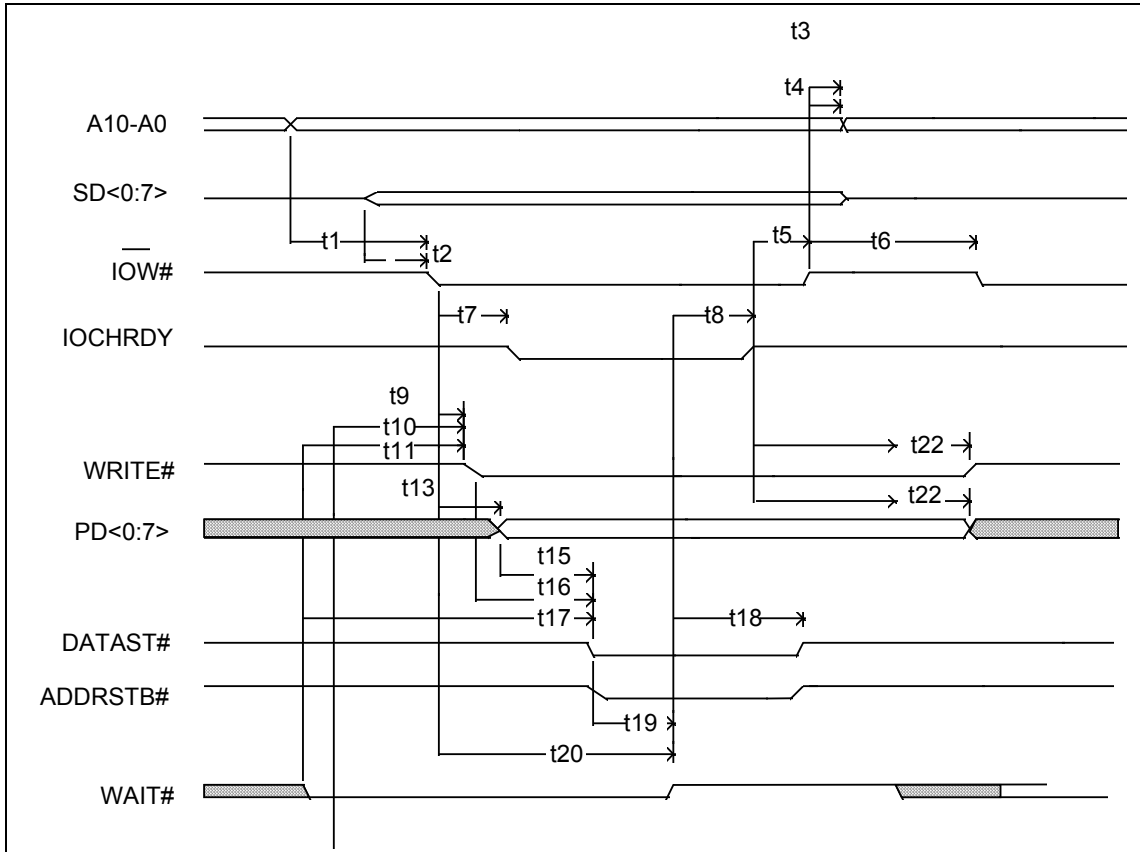 t3
t4
A10-A0
SD<0:7>
t1
t2
t5
t6
IOW#
t7
t8
IOCHRDY
t9
t10
t11
WRITE#
t22
t13
t22
PD<0:7>
t15
t16
t17
t18
DATAST#
ADDRSTB#
t19
t20
WAIT#